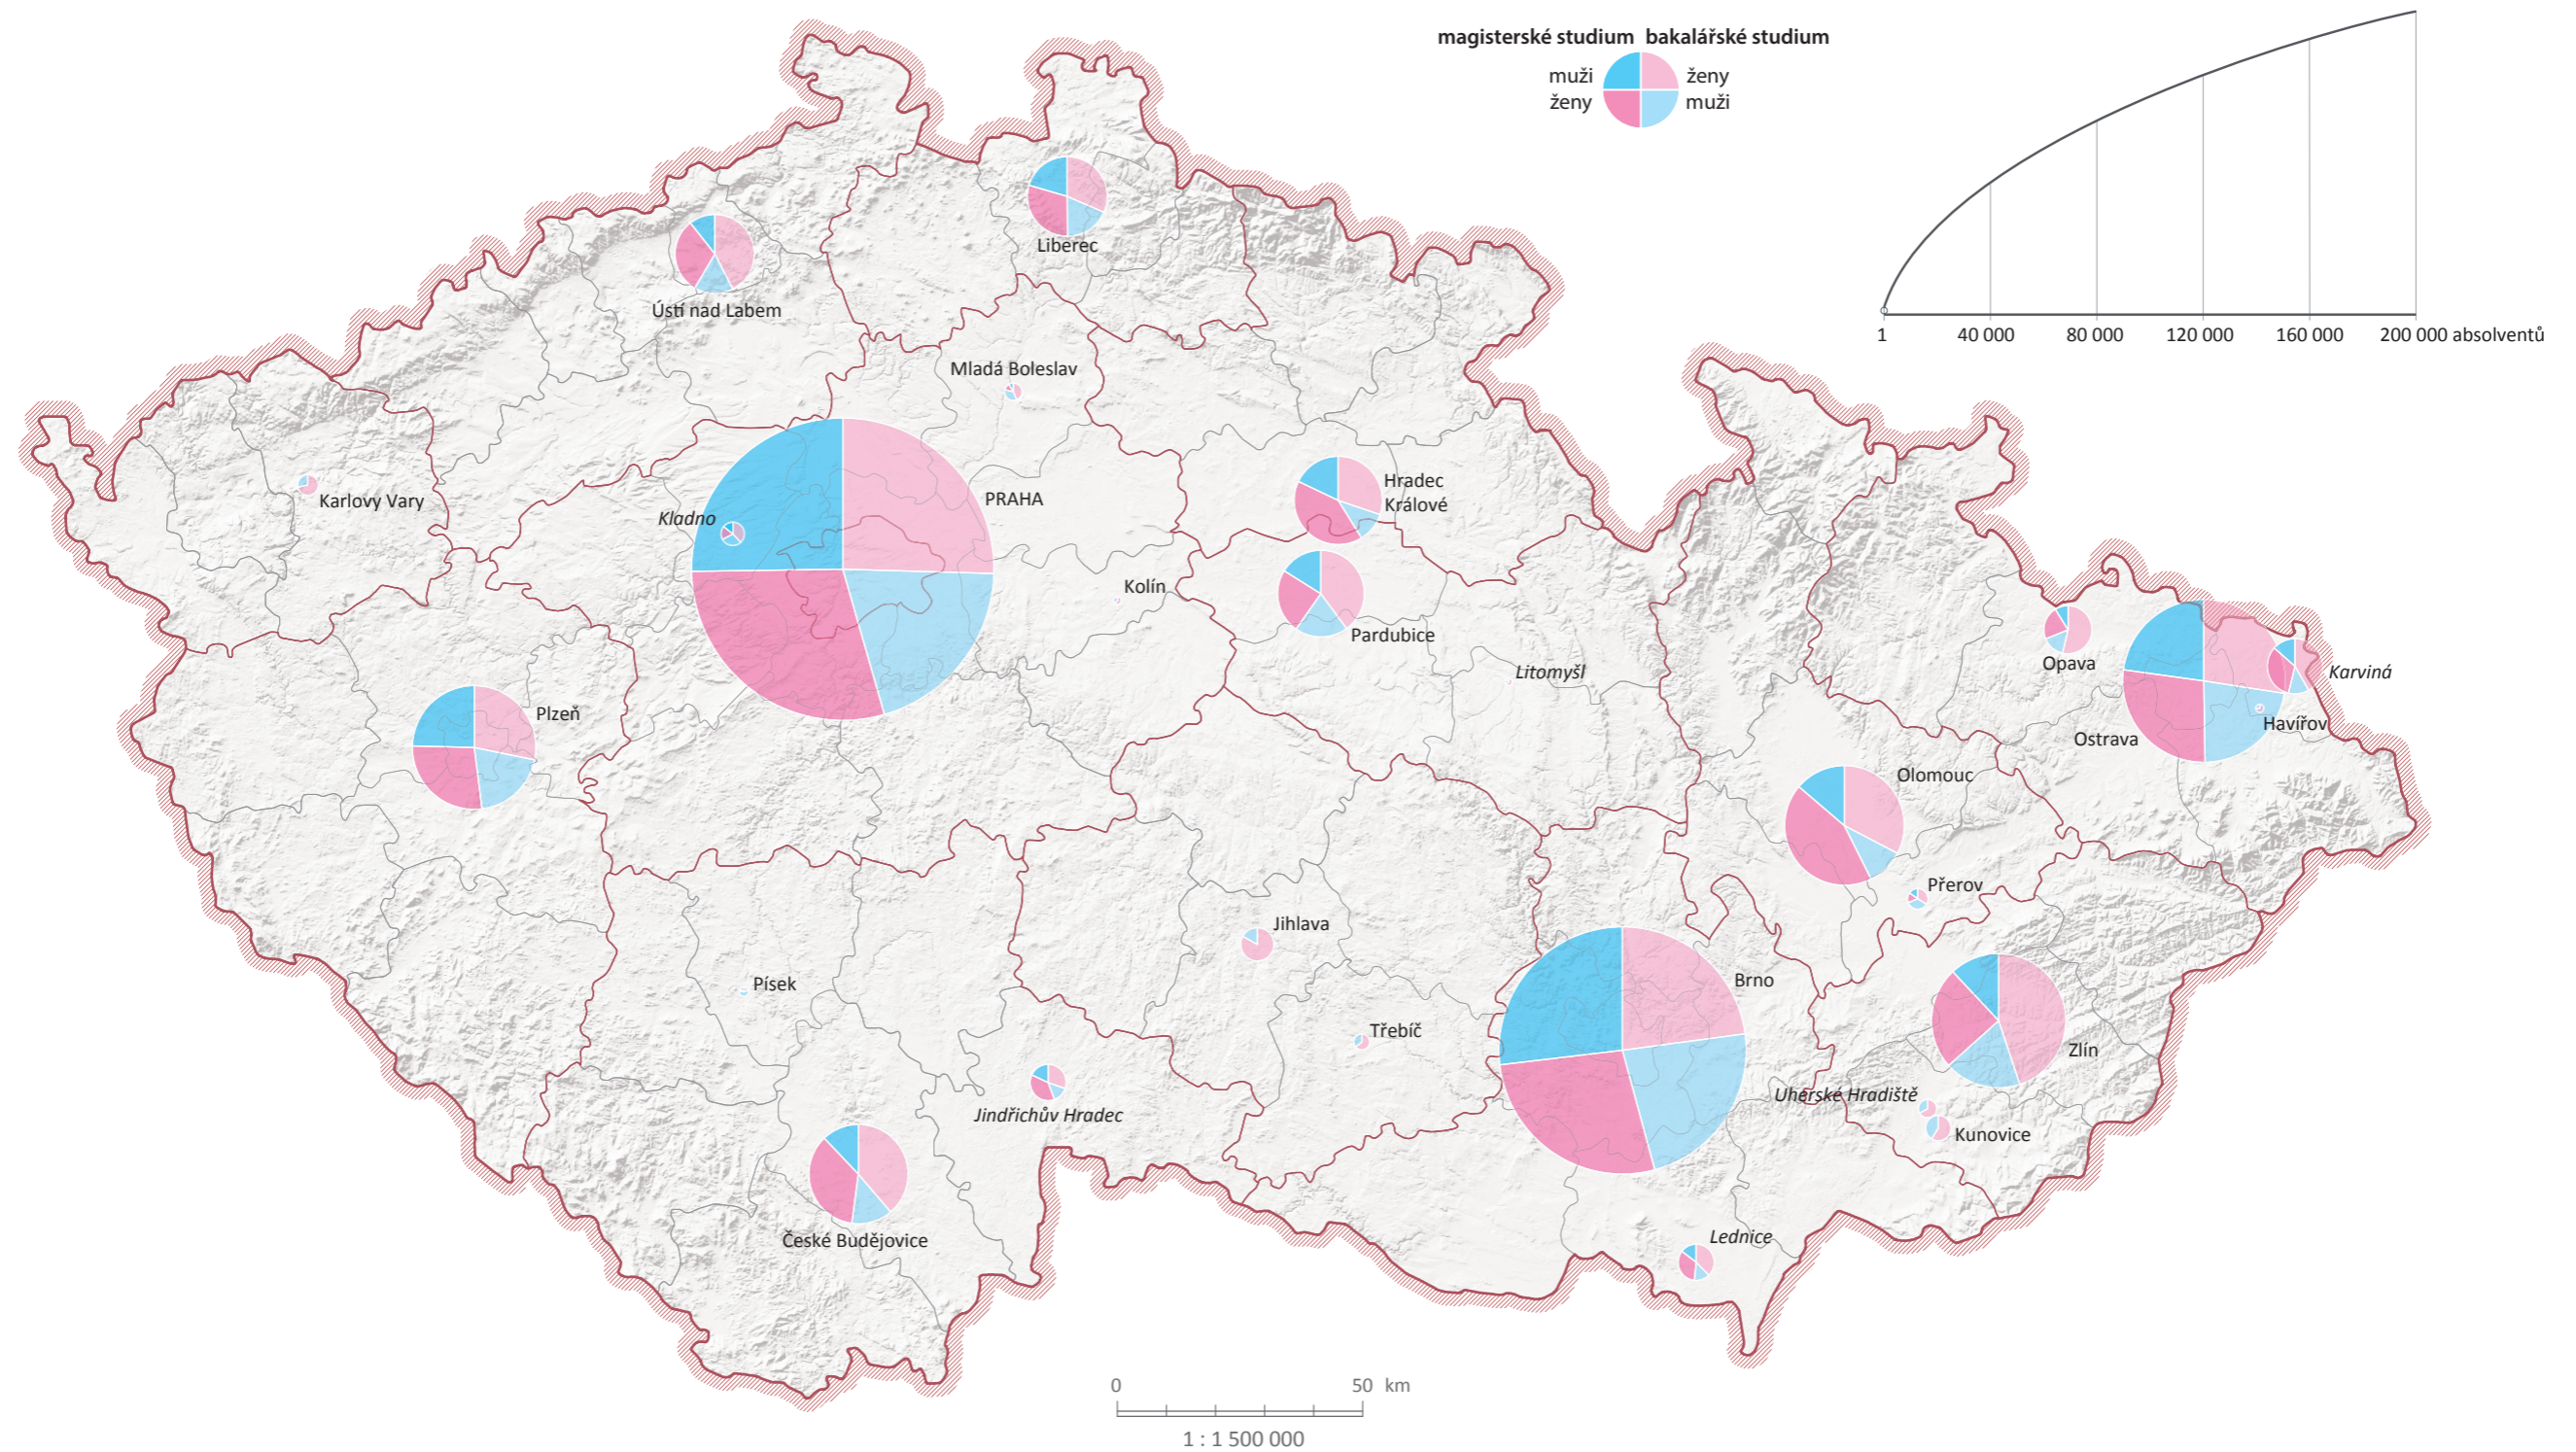 magisterské studium bakalářské studium
muži ženy
ženy muži
1 40 000 80 000 120 000 160 000 200 000 absolventů
Liberec
Ústí nad Labem
Mladá Boleslav
Karlovy Vary
Kladno
PRAHA
Hradec
Králové
Kolín
Pardubice
Litomyšl
Opava
Karviná
Havířov
Ostrava
Plzeň
Olomouc
Přerov
Jihlava
Písek
Brno
Třebíč
Zlín
Uherské Hradiště
Kunovice
Jindřichův Hradec
České Budějovice
Lednice
0 50 km
1 : 1 500 000